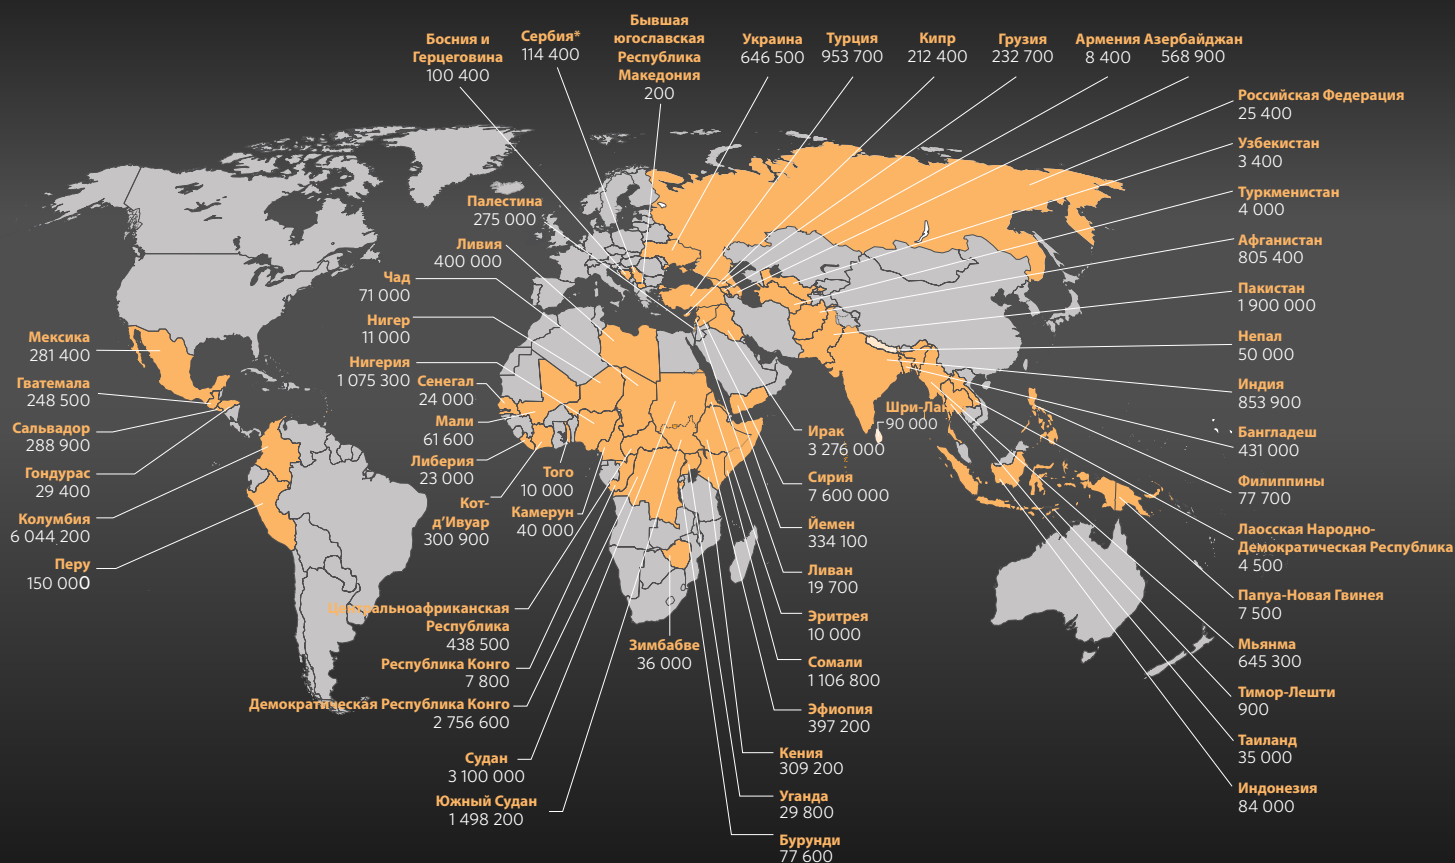 Босния и
Герцеговина
100 400
Сербия*
114 400
Бывшая
югославская
Республика
Македония
200
Украина
646 500
Турция
953 700
Кипр
212 400
Грузия
232 700
Армения
8 400
Азербайджан
568 900
Российская Федерация
25 400
Узбекистан
3 400
Туркменистан
4 000
Афганистан
805 400
Пакистан
1 900 000
Непал
50 000
Индия
853 900
Бангладеш
431 000
Филиппины
77 700
Лаосская Народно-
Демократическая Республика
4 500
Папуа-Новая Гвинея
7 500
Мьянма
645 300
Тимор-Лешти
900
Таиланд
35 000
Индонезия
84 000
Палестина
275 000
Ливия
400 000
Чад
71 000
Нигер
11 000
Нигерия
1 075 300
Сенегал
24 000
Мали
61 600
Либерия
23 000
Того
10 000
Кот-
д'Ивуар
300 900
Камерун
40 000
Мексика
281 400
Гватемала
248 500
Сальвадор
288 900
Гондурас
29 400
Колумбия
6 044 200
Перу
150 000
Шри-Ланка
90 000
Ирак
3 276 000
Сирия
7 600 000
Йемен
334 100
Ливан
19 700
Эритрея
10 000
Сомали
1 106 800
Эфиопия
397 200
Кения
309 200
Уганда
29 800
Бурунди
77 600
Зимбабве
36 000
Центральноафриканская
Республика
438 500
Республика Конго
7 800
Демократическая Республика Конго
2 756 600
Судан
3 100 000
Южный Судан
1 498 200